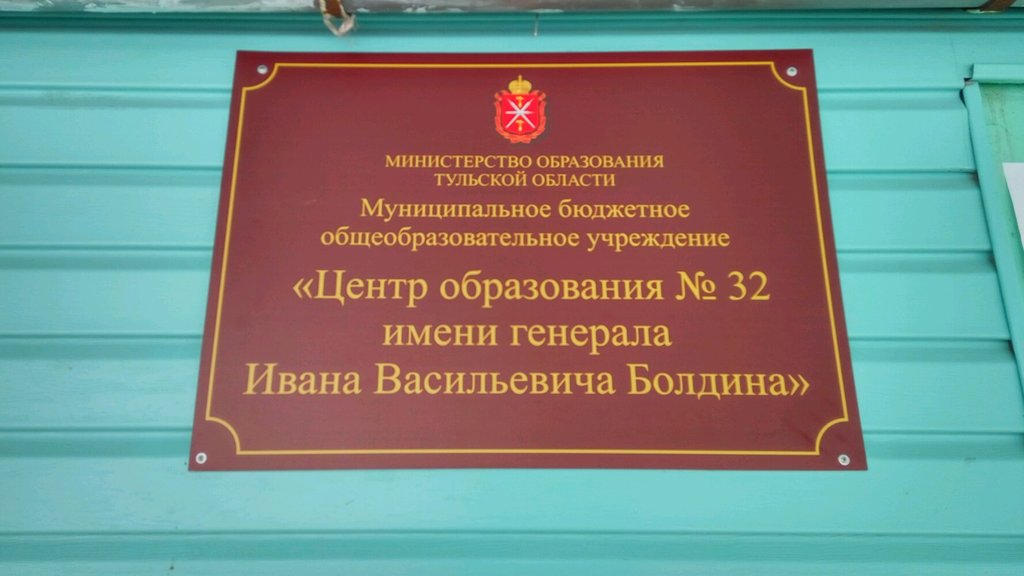 МИНИСТЕРСТВО ОБРАЗОВАНИЯ
ТУЛЬСКОЙ ОБЛАСТИ
Муниципальное бюджетное
общеобразовательное учреждение
«Центр образования № 32
имени генерала
Ивана Васильевича Болдина»